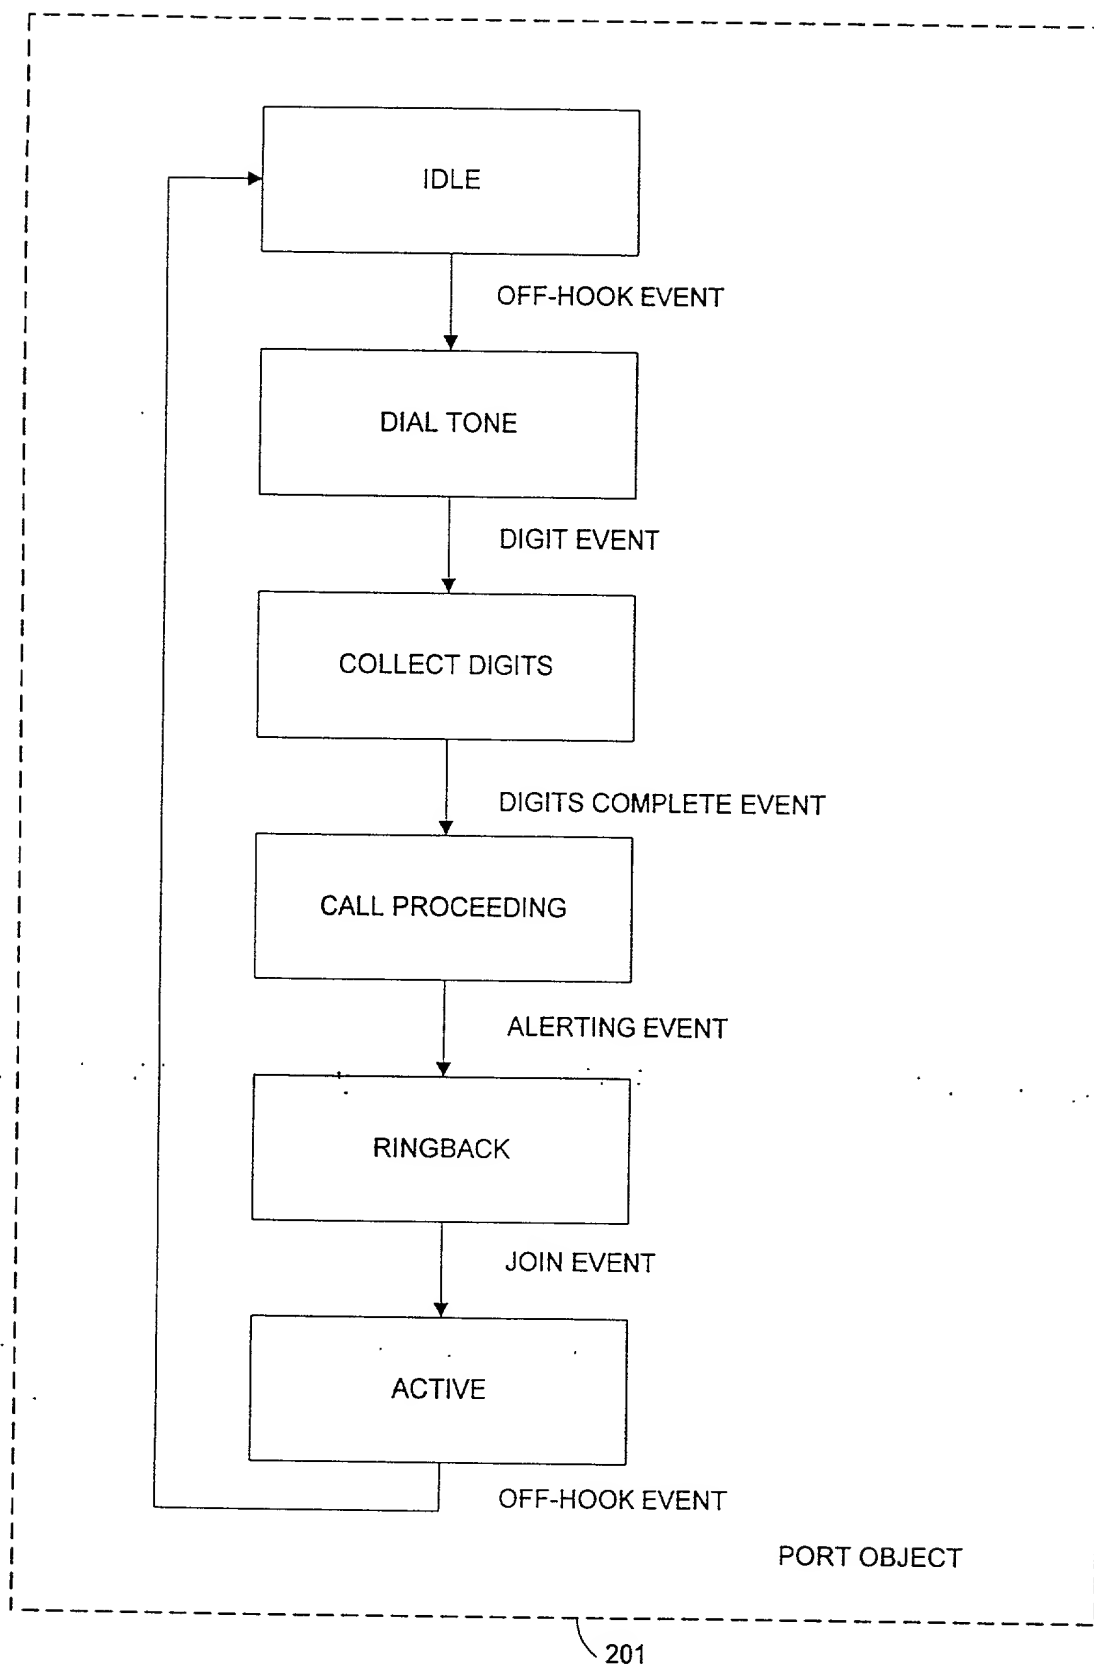 IDLE
OFF-HOOK EVENT
DIAL TONE
DIGIT EVENT
COLLECT DIGITS
DIGITS COMPLETE EVENT
CALL PROCEEDING
ALERTING EVENT
RINGBACK
JOIN EVENT
ACTIVE
OFF-HOOK EVENT
PORT OBJECT
201